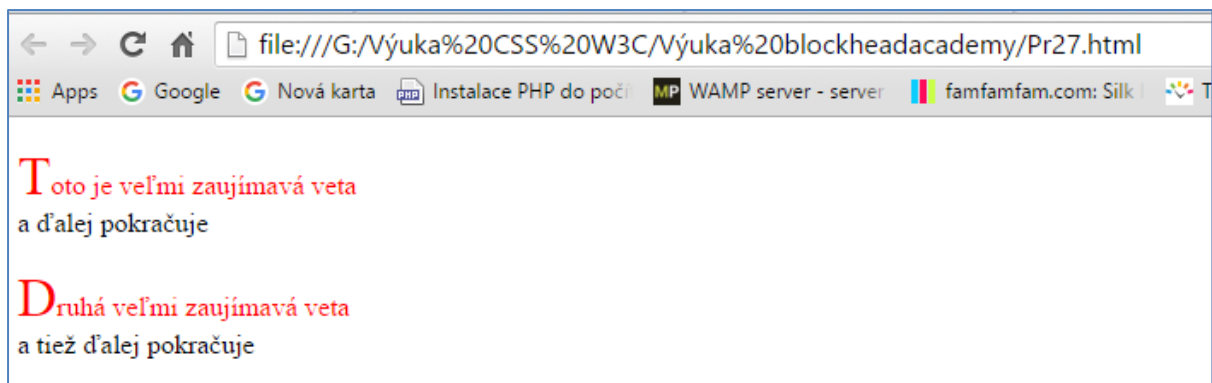 file:///G:/Výuka%20CSS%20W3C/Výuka%20blockheadacademy/Pr27.html
Apps Google Nová karta Instalace PHP do počí WAMP server - server famfamfam.com: Silk T
Toto je veľmi zaujímavá veta
a ďalej pokračuje
Druhá veľmi zaujímavá veta
a tiež ďalej pokračuje